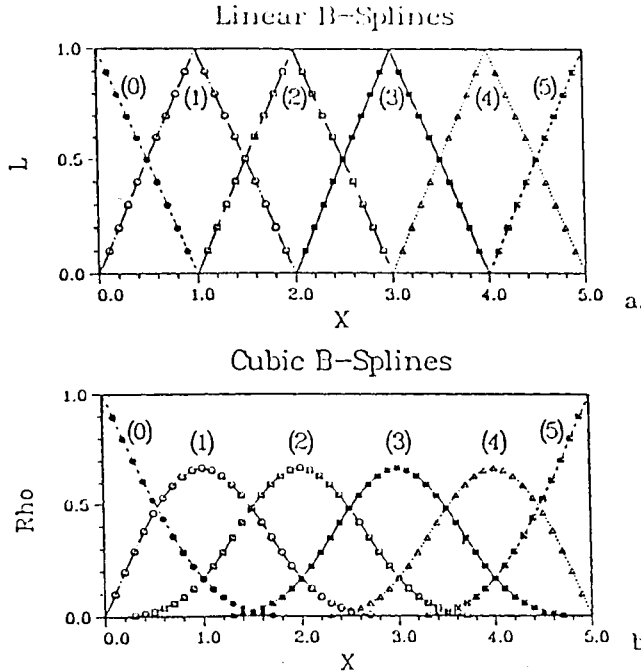 Linear B-Splines
1.0
(0) (1) (2) (3) (4) (5)
L
0.5
0.0
0.0 1.0 2.0 3.0 4.0 5.0
X
a.
Cubic B-Splines
1.0
(0) (1) (2) (3) (4) (5)
Rho
0.5
0.0
0.0 1.0 2.0 3.0 4.0 5.0
X
b